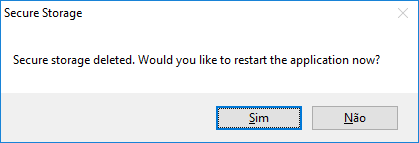 Secure Storage
Secure storage deleted. Would you like to restart the application now?
Sim
Não